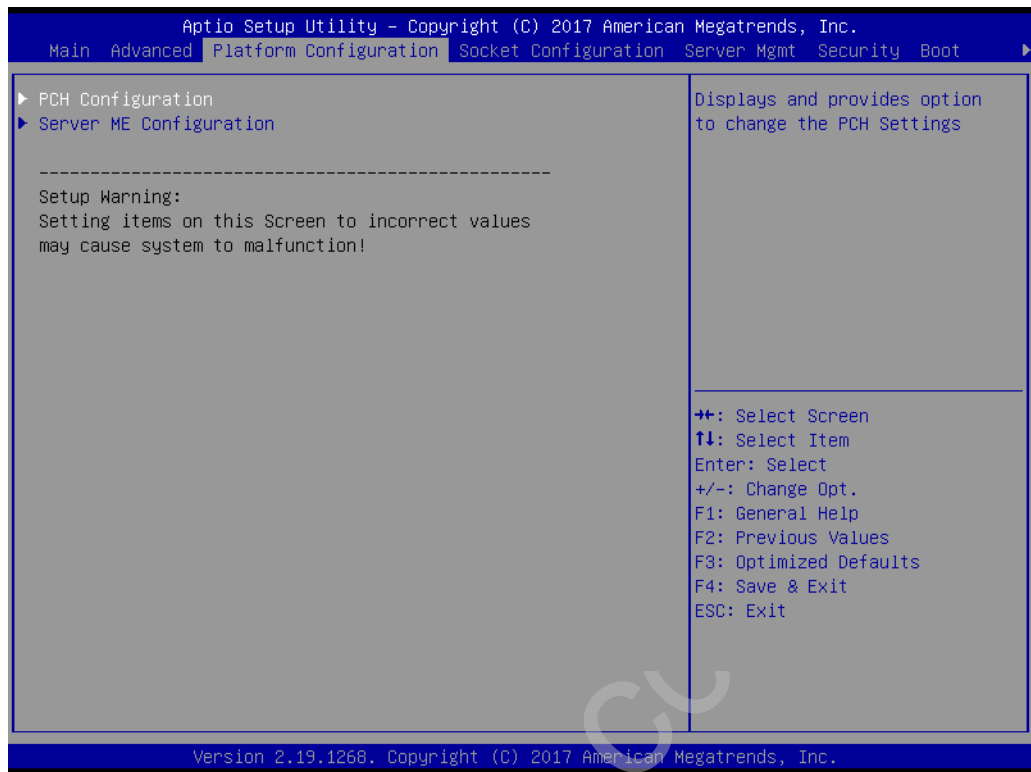 Aptio Setup Utility – Copyright (C) 2017 American Megatrends, Inc.
Main Advanced Platform Configuration Socket Configuration Server Mgmt Security Boot
PCH Configuration
Server ME Configuration
--------------------------------------------------
Setup Warning:
Setting items on this Screen to incorrect values
may cause system to malfunction!
Displays and provides option
to change the PCH Settings
→←: Select Screen
↑↓: Select Item
Enter: Select
+/-: Change Opt.
F1: General Help
F2: Previous Values
F3: Optimized Defaults
F4: Save & Exit
ESC: Exit
Version 2.19.1268. Copyright (C) 2017 American Megatrends, Inc.